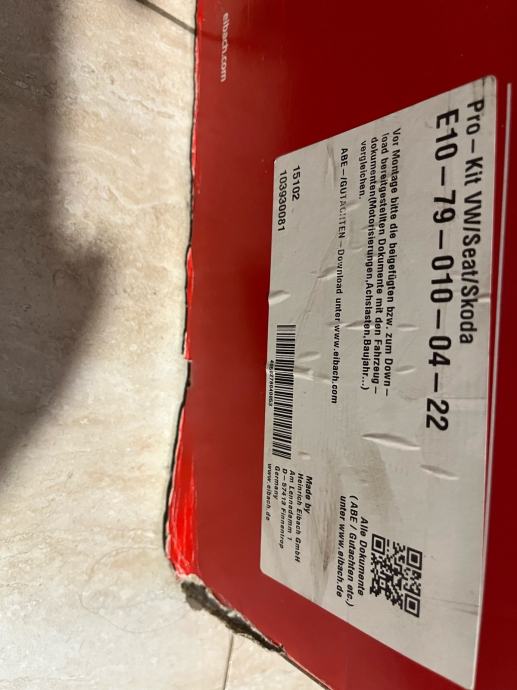 eibach.com
Pro – Kit VW/Seat/Skoda
E10 – 79 – 010 – 04 – 22
Vor Montage bitte die beigefügten bzw. zum Down –
load bereitgestellten Dokumente mit den Fahrzeug –
dokumenten(Motorisierungen,Achslasten,Baujahr...)
vergleichen.
ABE–/GUTACHTEN – Download unter www.eibach.com
15102
103930081
Made by
Heinrich Eibach GmbH
Am Lennedamm 1
D – 57413 Finnentrop
Germany
www.eibach.de
Alle Dokumente
( ABE / Gutachten etc.)
unter www.eibach.de